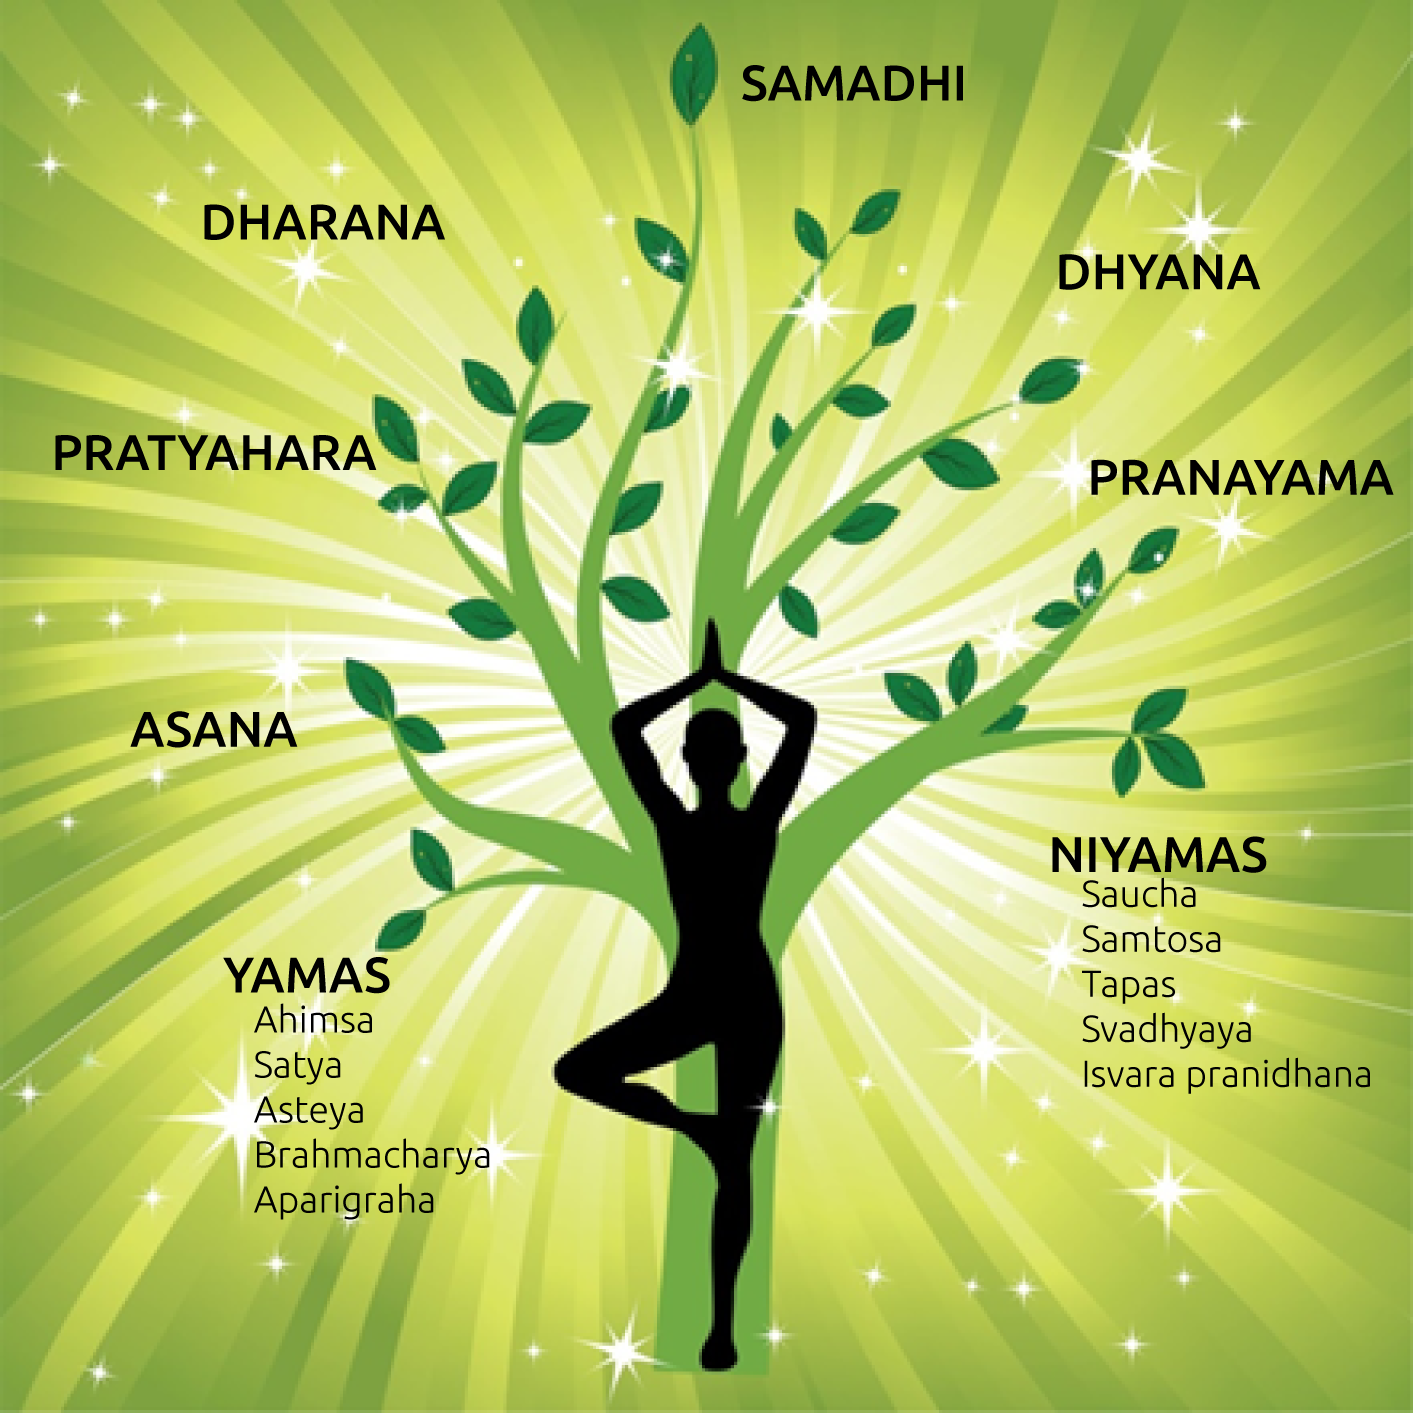 SAMADHI
DHARANA
DHYANA
PRATYAHARA
PRANAYAMA
ASANA
NIYAMAS
Saucha
Samtosa
Tapas
Svadhyaya
Isvara pranidhana
YAMAS
Ahimsa
Satya
Asteya
Brahmacharya
Aparigraha